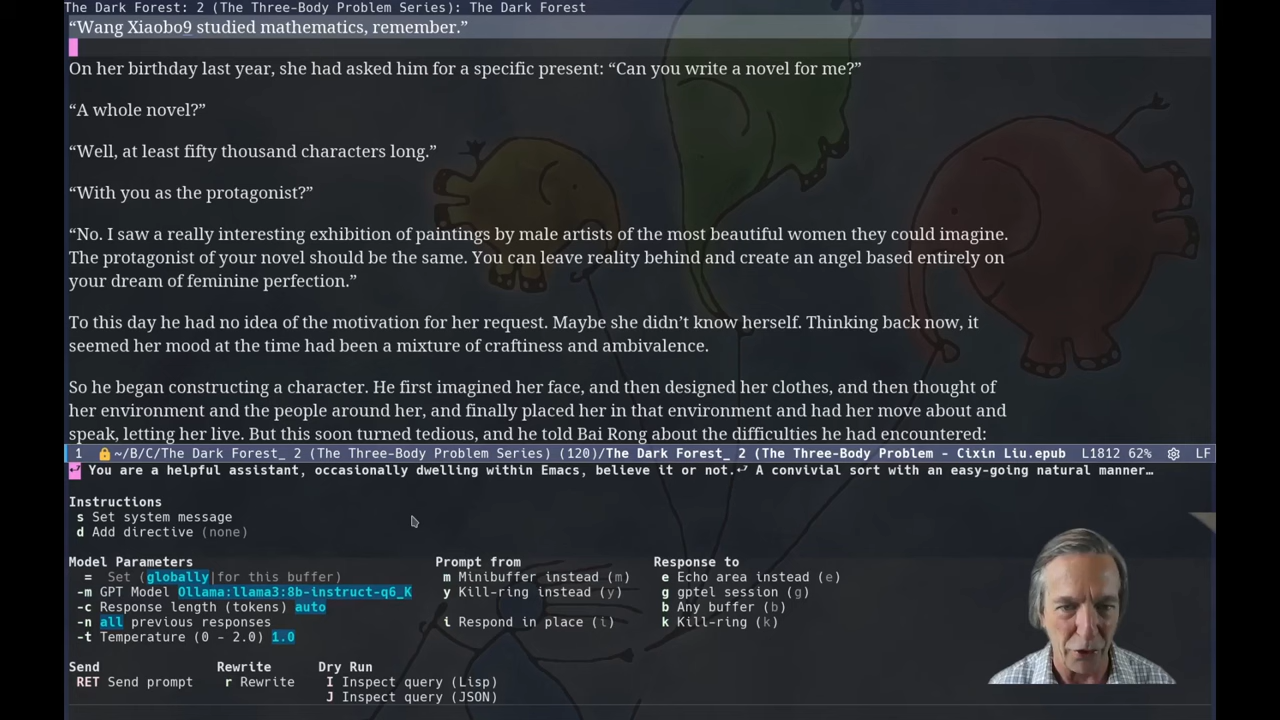 The Dark Forest: 2 (The Three-Body Problem Series): The Dark Forest
“Wang Xiaobo9 studied mathematics, remember.”
On her birthday last year, she had asked him for a specific present: “Can you write a novel for me?”
“A whole novel?”
“Well, at least fifty thousand characters long.”
“With you as the protagonist?”
“No. I saw a really interesting exhibition of paintings by male artists of the most beautiful women they could imagine.
The protagonist of your novel should be the same. You can leave reality behind and create an angel based entirely on
your dream of feminine perfection.”
To this day he had no idea of the motivation for her request. Maybe she didn’t know herself. Thinking back now, it
seemed her mood at the time had been a mixture of craftiness and ambivalence.
So he began constructing a character. He first imagined her face, and then designed her clothes, and then thought of
her environment and the people around her, and finally placed her in that environment and had her move about and
speak, letting her live. But this soon turned tedious, and he told Bai Rong about the difficulties he had encountered:
1 ~/B/C/The Dark Forest_ 2 (The Three-Body Problem Series) (120)/The Dark Forest_ 2 (The Three-Body Problem - Cixin Liu.epub L1812 62% LF
You are a helpful assistant, occasionally dwelling within Emacs, believe it or not.⏎ A convivial sort with an easy-going natural manner…
Instructions
s Set system message
d Add directive (none)
Model Parameters Prompt from Response to
= Set (globally|for this buffer) m Minibuffer instead (m) e Echo area instead (e)
-m GPT Model Ollama:llama3:8b-instruct-q6_K y Kill-ring instead (y) g gptel session (g)
-c Response length (tokens) auto b Any buffer (b)
-n all previous responses i Respond in place (i) k Kill-ring (k)
-t Temperature (0 - 2.0) 1.0
Send Rewrite Dry Run
RET Send prompt r Rewrite I Inspect query (Lisp)
J Inspect query (JSON)